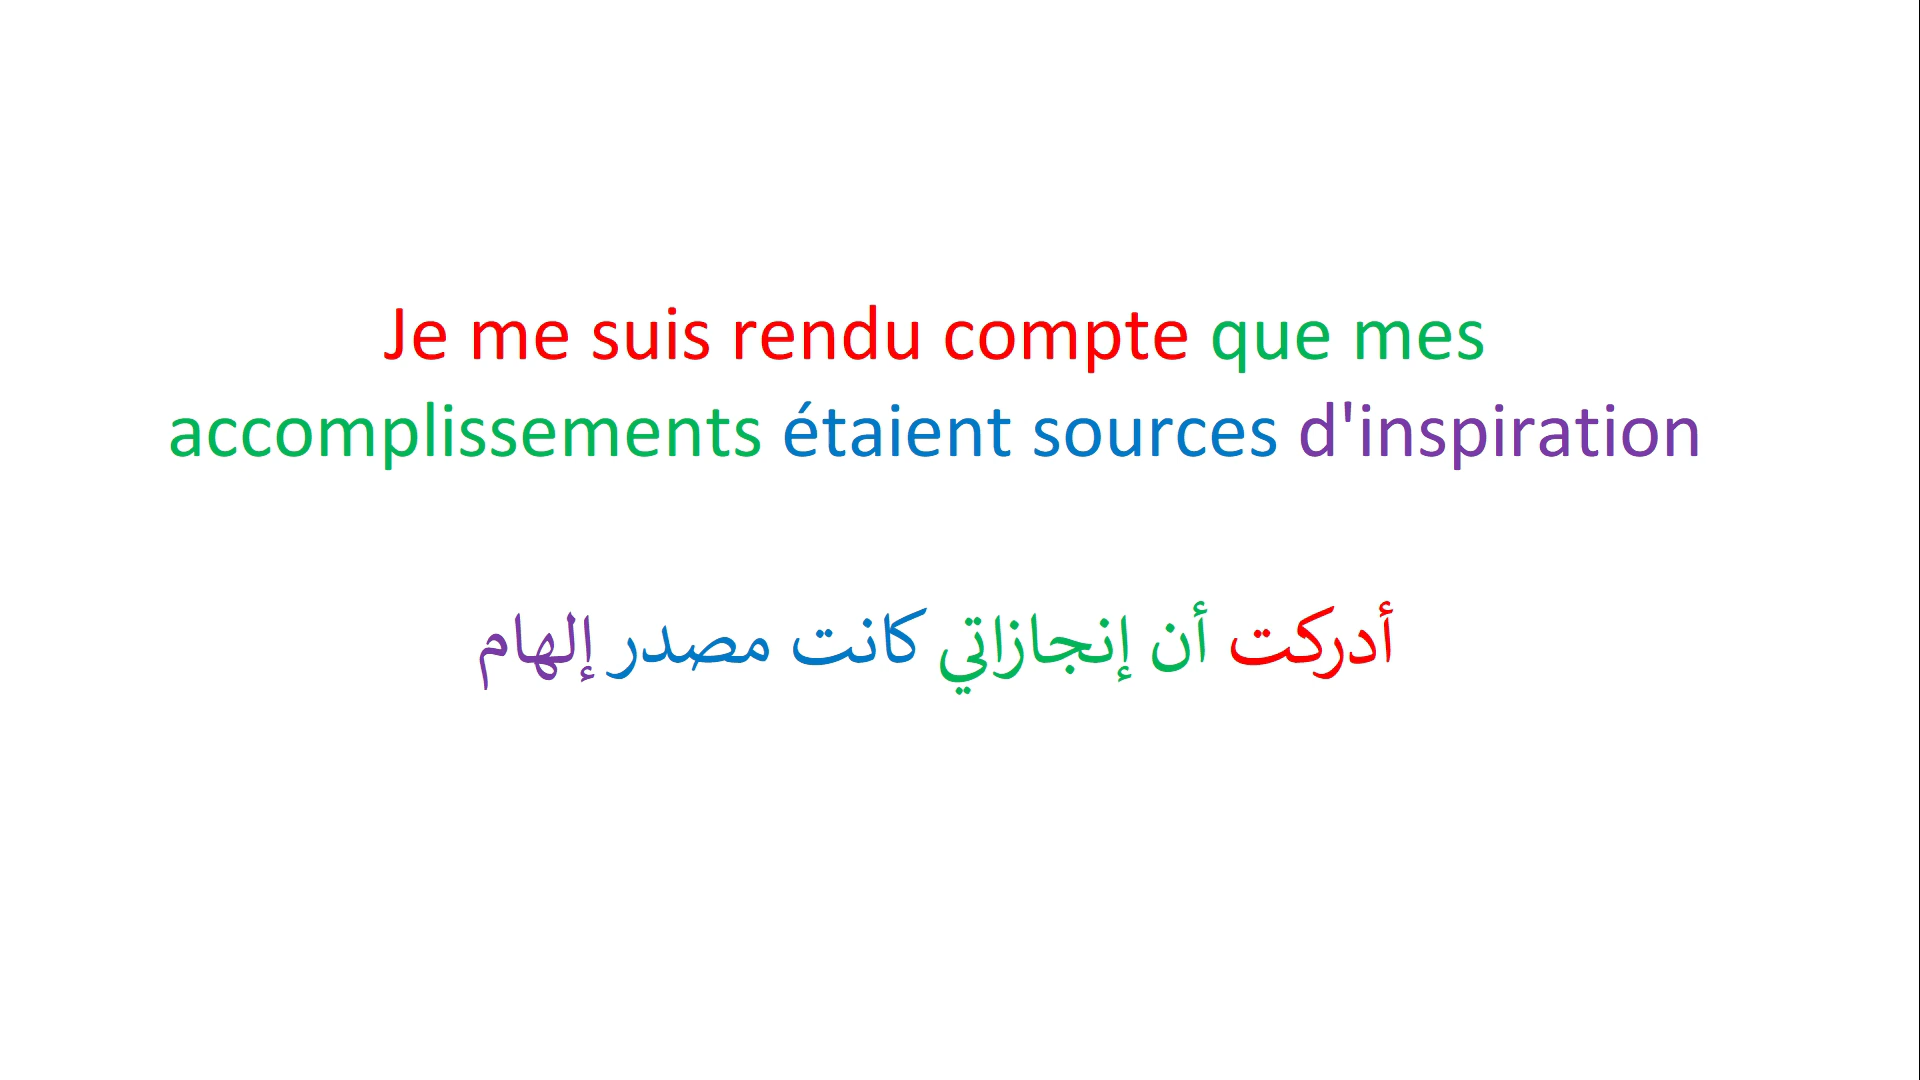 Je me suis rendu compte que mes
accomplissements étaient sources d'inspiration
أدركت أن إنجازاتي كانت مصدر إلهام